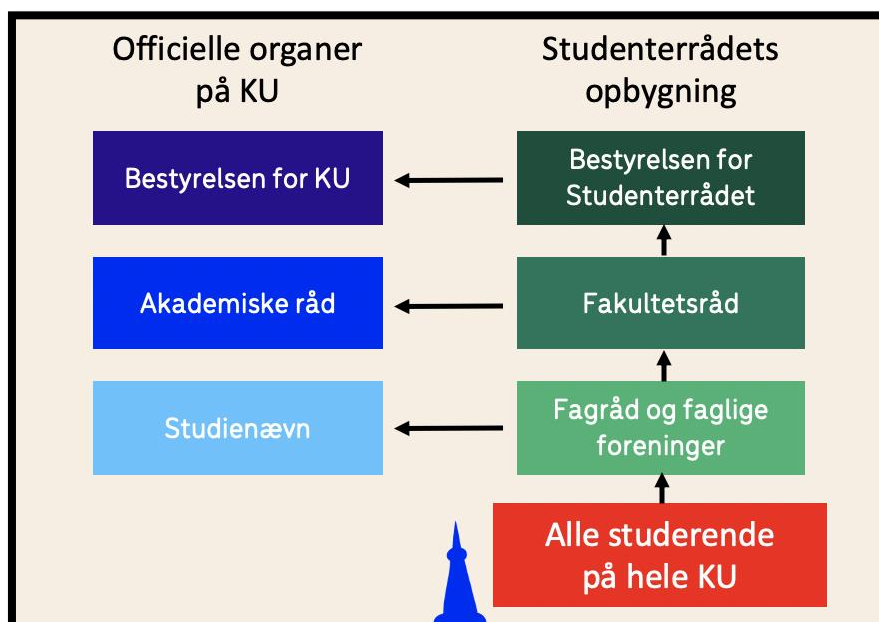 Officielle organer
på KU
Studenterrådets
opbygning
Bestyrelsen for KU
Bestyrelsen for
Studenterrådet
Akademiske råd
Fakultetsråd
Studienævn
Fagråd og faglige
foreninger
Alle studerende
på hele KU